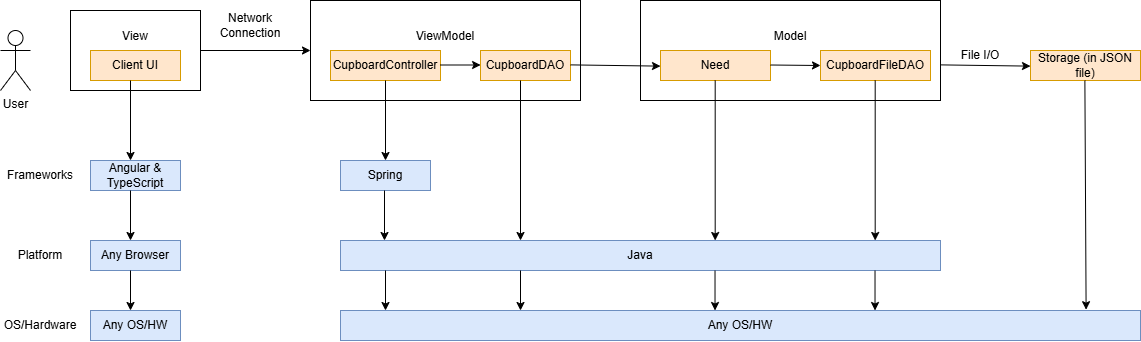 Network
Connection
View
ViewModel
Model
Client UI
CupboardController
CupboardDAO
Need
CupboardFileDAO
File I/O
Storage (in JSON
file)
User
Frameworks
Angular &
TypeScript
Spring
Platform
Any Browser
Java
OS/Hardware
Any OS/HW
Any OS/HW